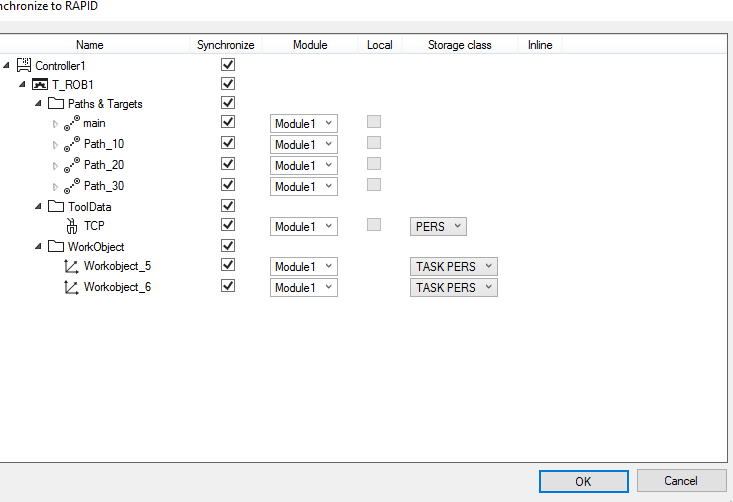 nchronize to RAPID
Name Synchronize Module Local Storage class Inline
Controller1
T_ROB1
Paths & Targets
main Module1
Path_10 Module1
Path_20 Module1
Path_30 Module1
ToolData
TCP Module1 PERS
WorkObject
Workobject_5 Module1 TASK PERS
Workobject_6 Module1 TASK PERS
OK Cancel